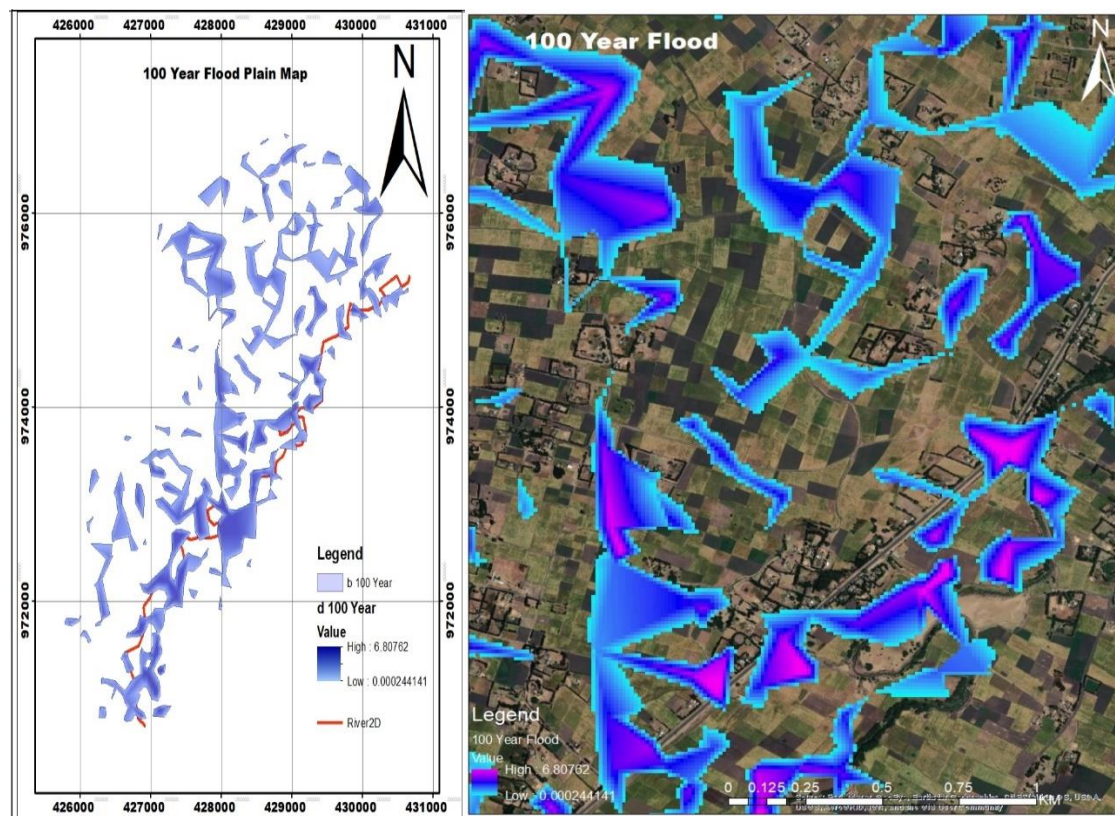 426000 427000 428000 429000 430000 431000
100 Year Flood Plain Map
N
976000
976000
974000
974000
972000
972000
Legend
b 100 Year
d 100 Year
Value
High : 6.80762
Low : 0.000244141
River2D
426000 427000 428000 429000 430000 431000
100 Year Flood
N
Legend
100 Year Flood
Value
High : 6.80762
Low : 0.000244141
0 0.125 0.25 0.5 0.75 1
KM